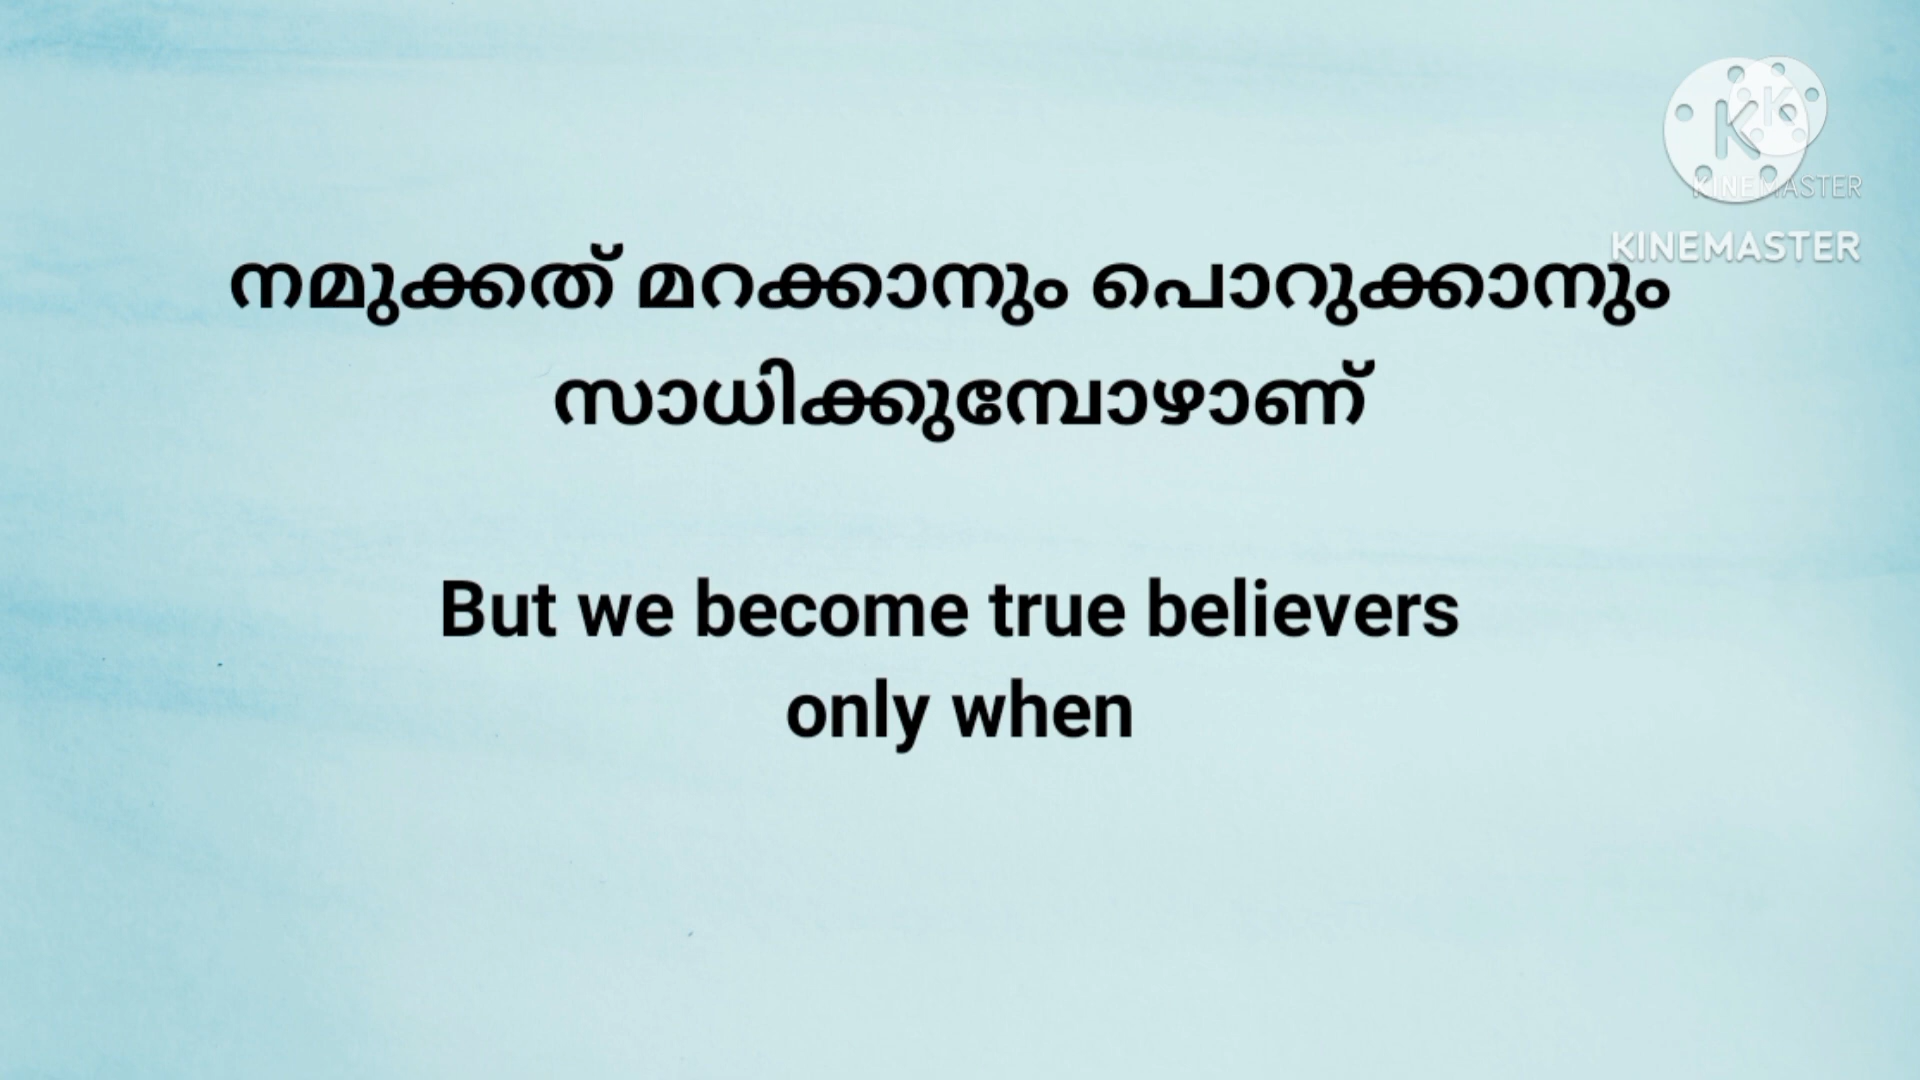 KINEMASTER
KINEMASTER
നമുക്കത് മറക്കാനും പൊറുക്കാനും
സാധിക്കുമ്പോഴാണ്
But we become true believers
only when